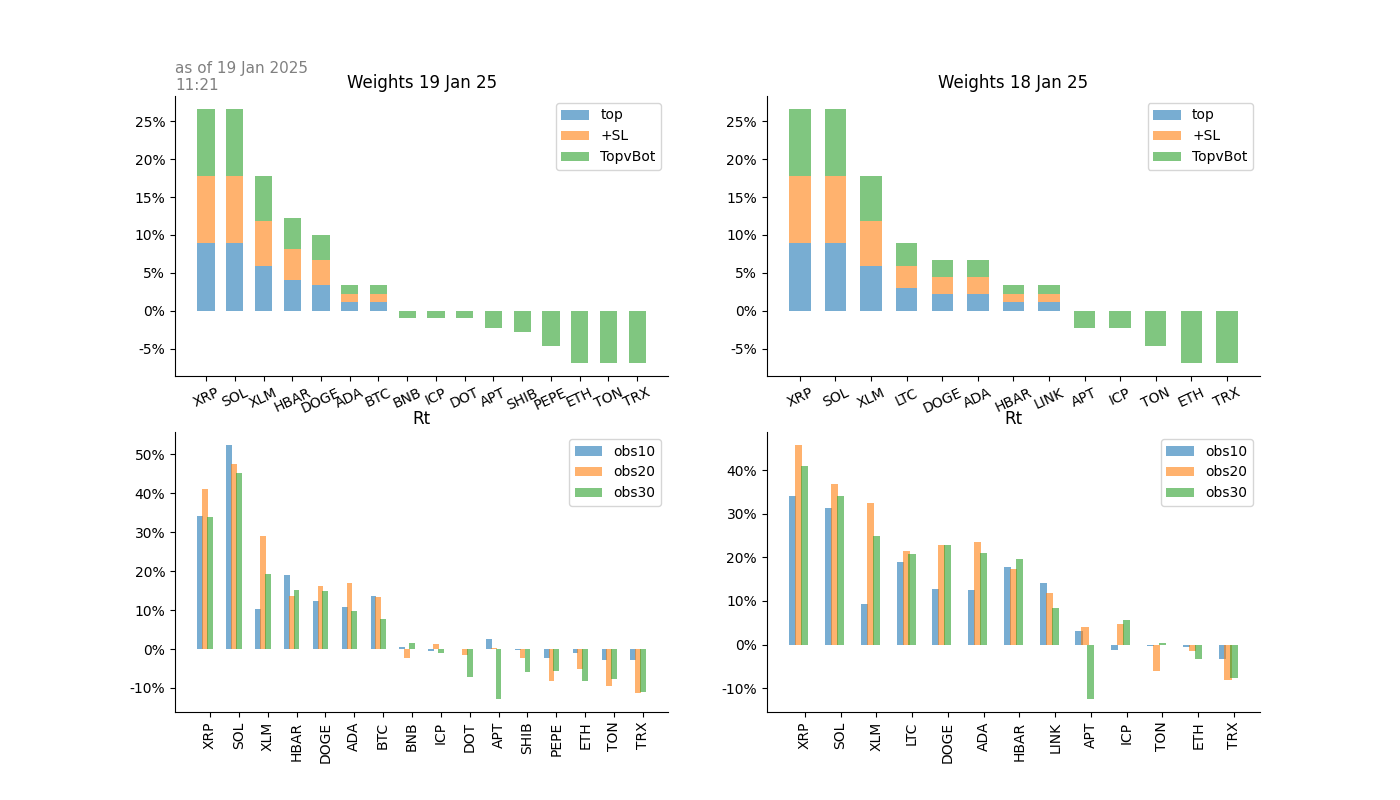 as of 19 Jan 2025
11:21
Weights 19 Jan 25
25%
20%
15%
10%
5%
0%
-5%
top
+SL
TopvBot
XRP SOL XLM HBAR DOGE ADA BTC BNB ICP DOT APT SHIB PEPE ETH TON TRX
Weights 18 Jan 25
25%
20%
15%
10%
5%
0%
-5%
top
+SL
TopvBot
XRP SOL XLM LTC DOGE ADA HBAR LINK APT ICP TON ETH TRX
Rt
50%
40%
30%
20%
10%
0%
-10%
obs10
obs20
obs30
XRP SOL XLM HBAR DOGE ADA BTC BNB ICP DOT APT SHIB PEPE ETH TON TRX
Rt
40%
30%
20%
10%
0%
-10%
obs10
obs20
obs30
XRP SOL XLM LTC DOGE ADA HBAR LINK APT ICP TON ETH TRX